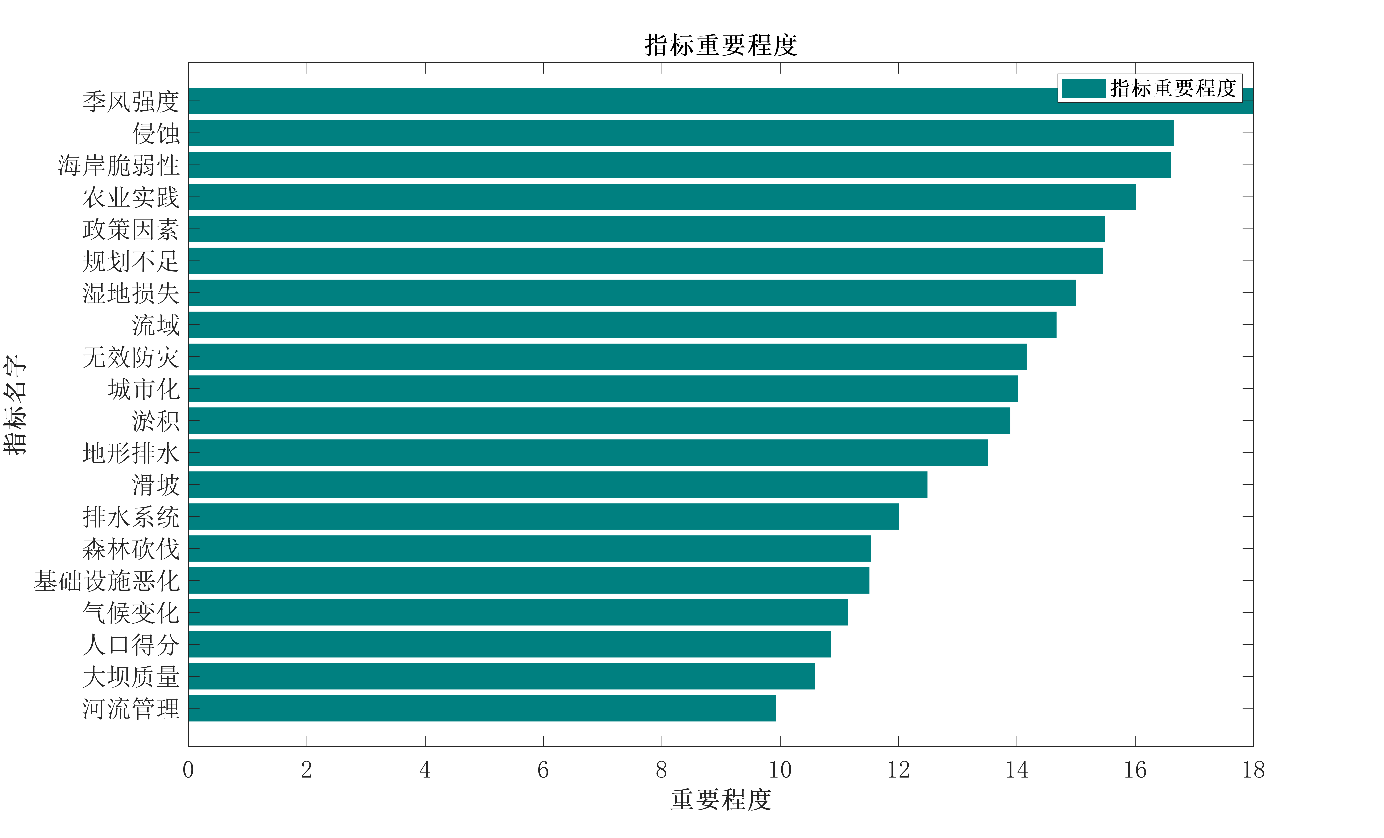 指标重要程度
指标重要程度
季风强度
侵蚀
海岸脆弱性
农业实践
政策因素
规划不足
湿地损失
流域
无效防灾
城市化
淤积
地形排水
滑坡
排水系统
森林砍伐
基础设施恶化
气候变化
人口得分
大坝质量
河流管理
指标名字
0 2 4 6 8 10 12 14 16 18
重要程度